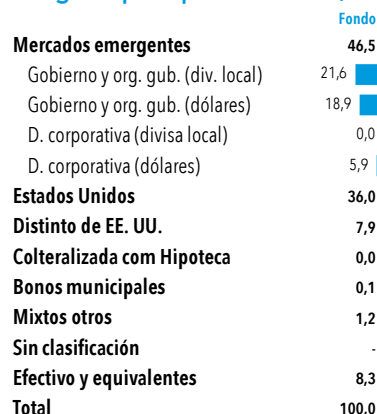 Fondo
Mercados emergentes 46,5
Gobierno y org. gub. (div. local) 21,6
Gobierno y org. gub. (dólares) 18,9
D. corporativa (divisa local) 0,0
D. corporativa (dólares) 5,9
Estados Unidos 36,0
Distinto de EE. UU. 7,9
Colteralizada com Hipoteca 0,0
Bonos municipales 0,1
Mixtos otros 1,2
Sin clasificación -
Efectivo y equivalentes 8,3
Total 100,0